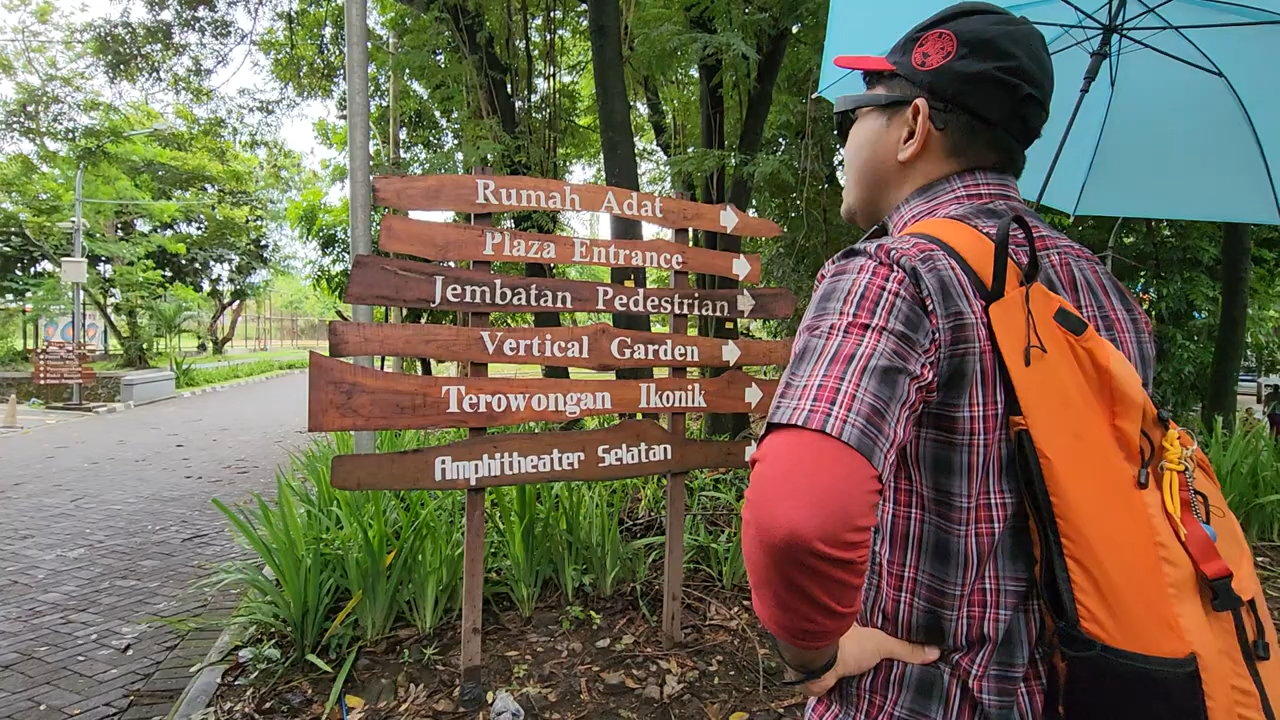 Rumah Adat
Plaza Entrance
Jembatan Pedestrian
Vertical Garden
Terowongan Ikonik
Amphitheater Selatan